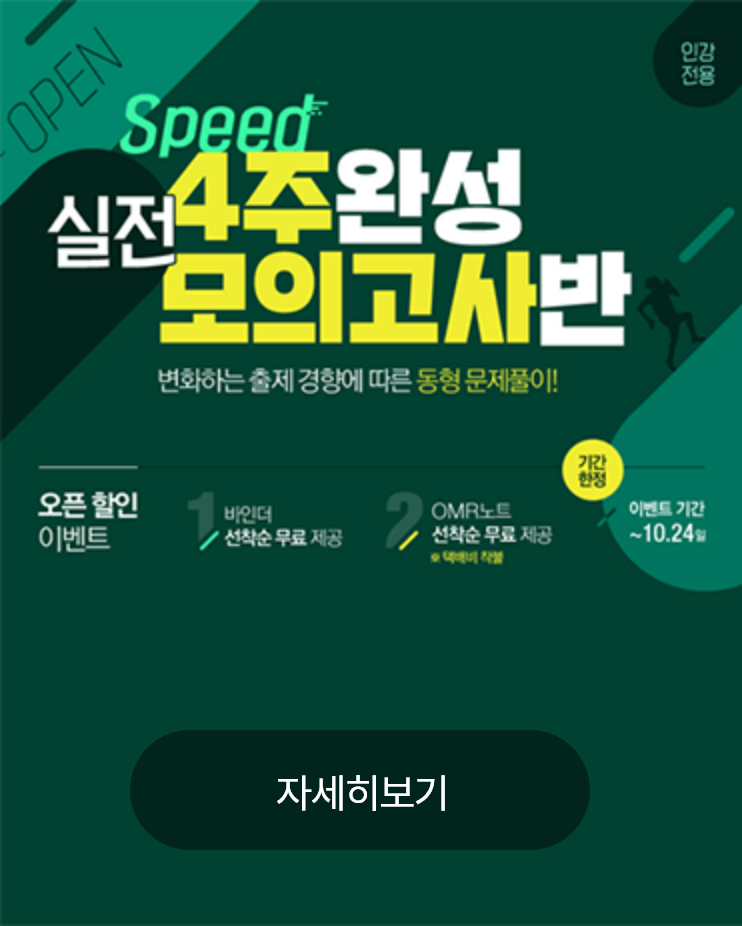 OPEN
인강
전용
Speed
실전
4주완성
모의고사반
변화하는 출제 경향에 따른 동형 문제풀이!
기간
한정
오픈 할인
이벤트
1
바인더
선착순 무료 제공
2
OMR노트
선착순 무료 제공
※ 택배비 착불
이벤트 기간
~10.24일
자세히보기